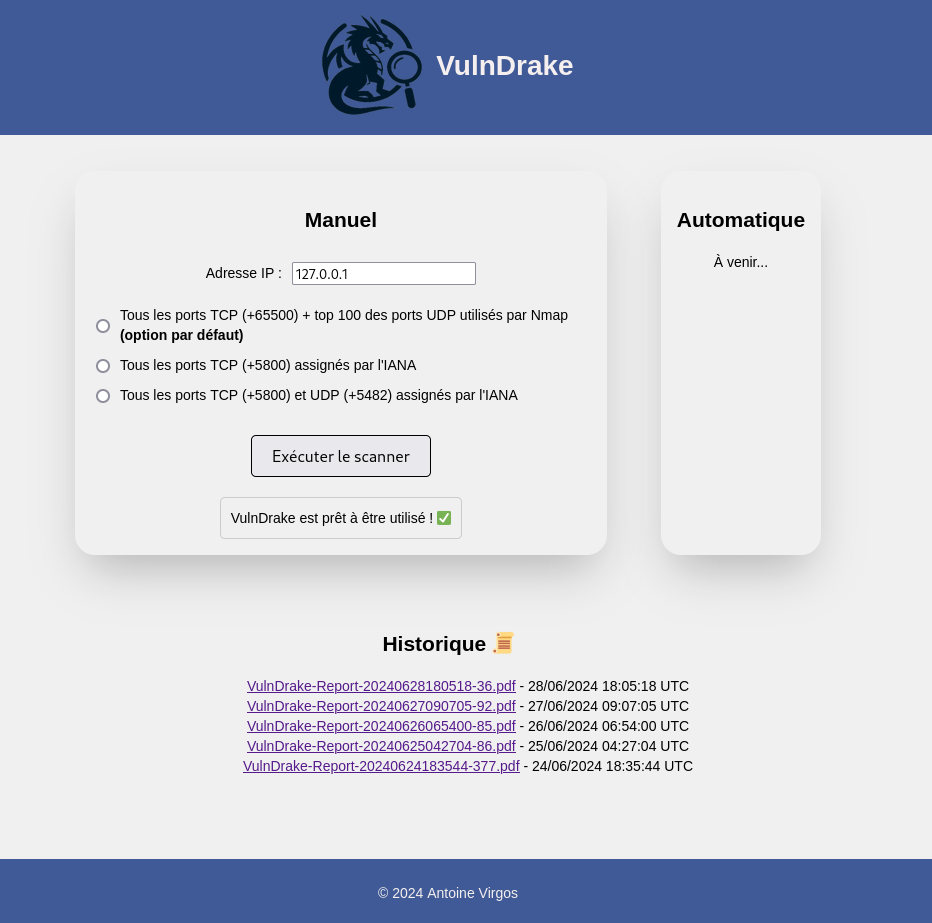 VulnDrake
Manuel
Adresse IP :
127.0.0.1
Tous les ports TCP (+65500) + top 100 des ports UDP utilisés par Nmap
(option par défaut)
Tous les ports TCP (+5800) assignés par l'IANA
Tous les ports TCP (+5800) et UDP (+5482) assignés par l'IANA
Exécuter le scanner
VulnDrake est prêt à être utilisé ! ✅
Automatique
À venir...
Historique 📜
VulnDrake-Report-20240628180518-36.pdf - 28/06/2024 18:05:18 UTC
VulnDrake-Report-20240627090705-92.pdf - 27/06/2024 09:07:05 UTC
VulnDrake-Report-20240626065400-85.pdf - 26/06/2024 06:54:00 UTC
VulnDrake-Report-20240625042704-86.pdf - 25/06/2024 04:27:04 UTC
VulnDrake-Report-20240624183544-377.pdf - 24/06/2024 18:35:44 UTC
© 2024 Antoine Virgos